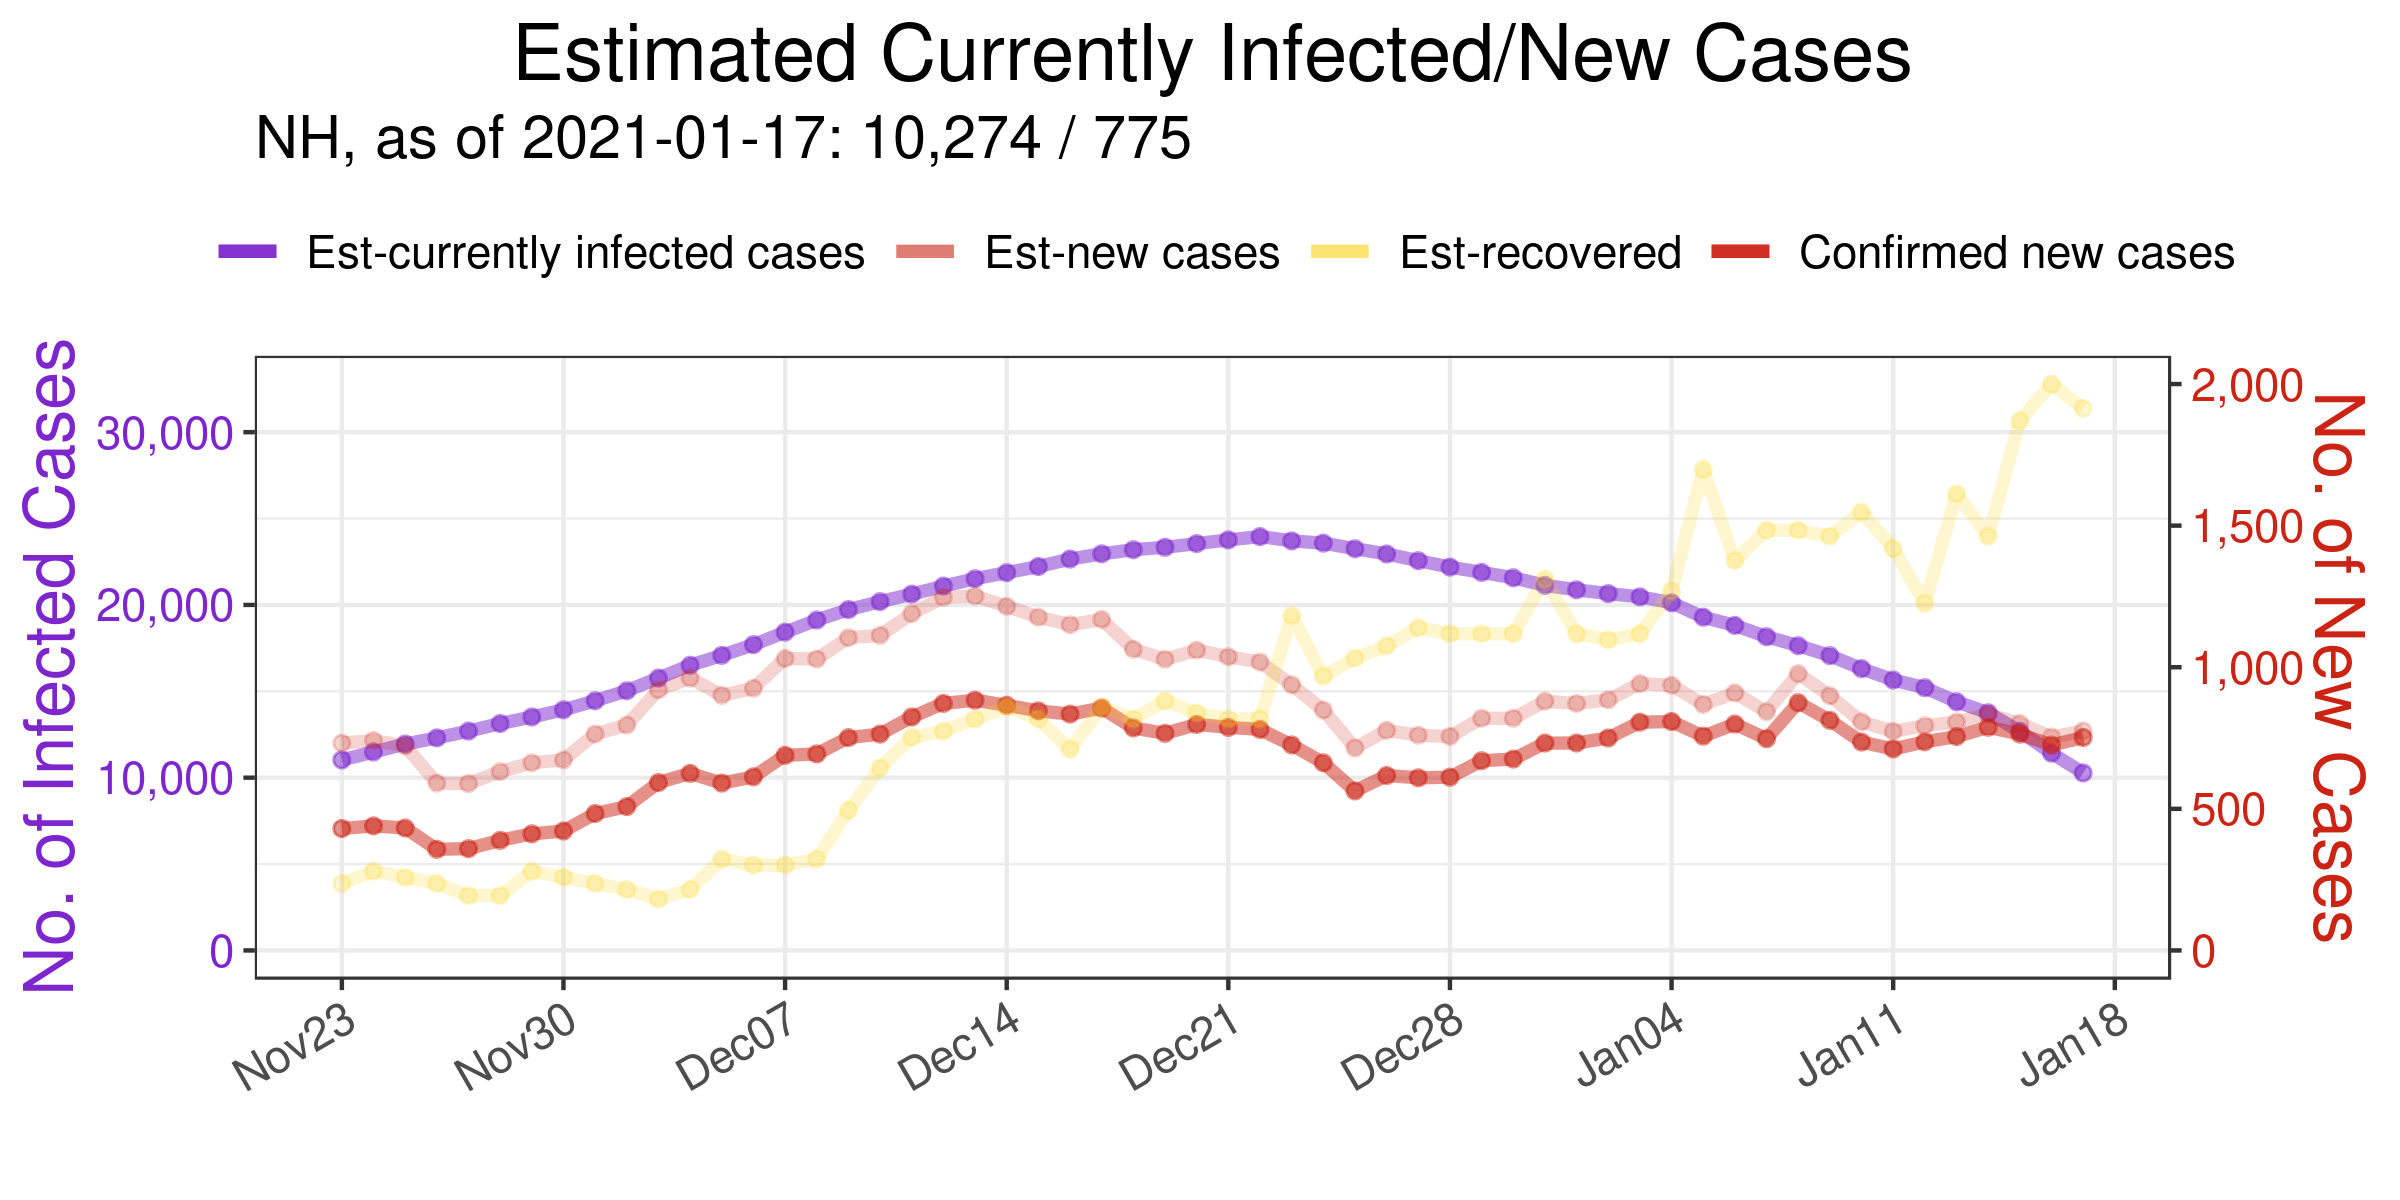 Estimated Currently Infected/New Cases
NH, as of 2021-01-17: 10,274 / 775
Est-currently infected cases Est-new cases Est-recovered Confirmed new cases
No. of Infected Cases
30,000
20,000
10,000
0
2,000
1,500
1,000
500
0
No. of New Cases
Nov23 Nov30 Dec07 Dec14 Dec21 Dec28 Jan04 Jan11 Jan18